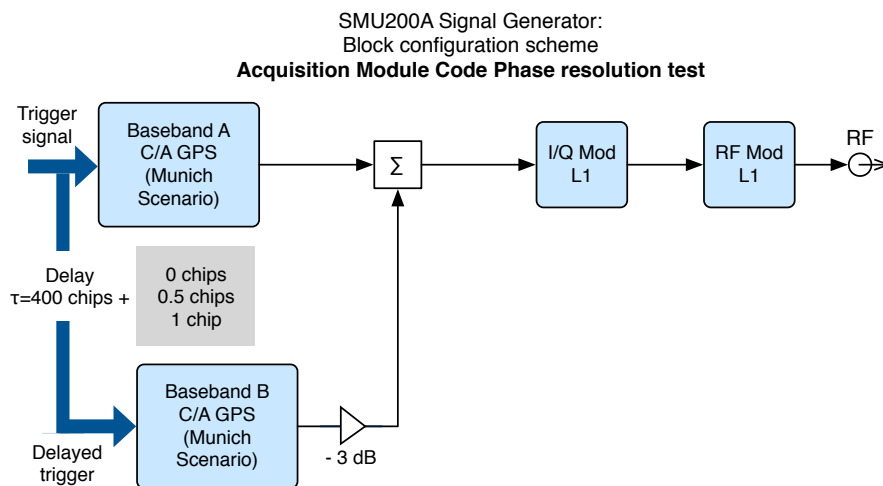 SMU200A Signal Generator:
Block configuration scheme
Acquisition Module Code Phase resolution test
Trigger
signal
Baseband A
C/A GPS
(Munich
Scenario)
Σ
I/Q Mod
L1
RF Mod
L1
RF
Delay
τ=400 chips +
0 chips
0.5 chips
1 chip
Baseband B
C/A GPS
(Munich
Scenario)
- 3 dB
Delayed
trigger